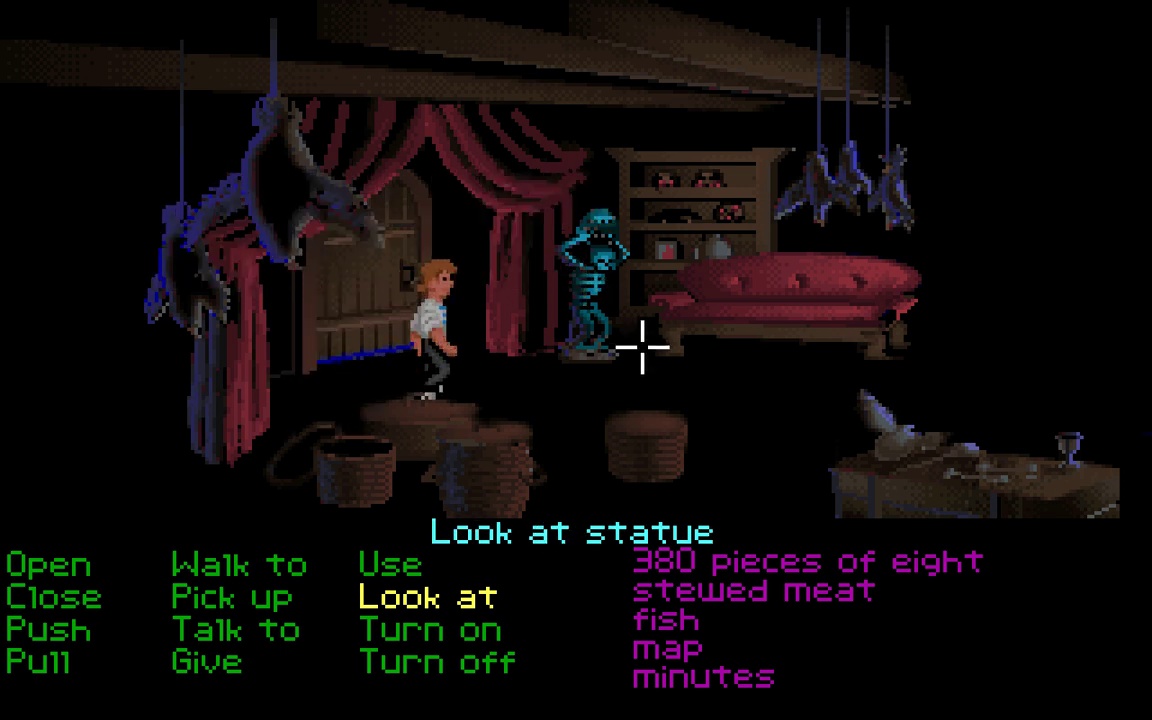 Look at statue
Open Walk to Use 380 pieces of eight
Close Pick up Look at stewed meat
Push Talk to Turn on fish
Pull Give Turn off map
minutes